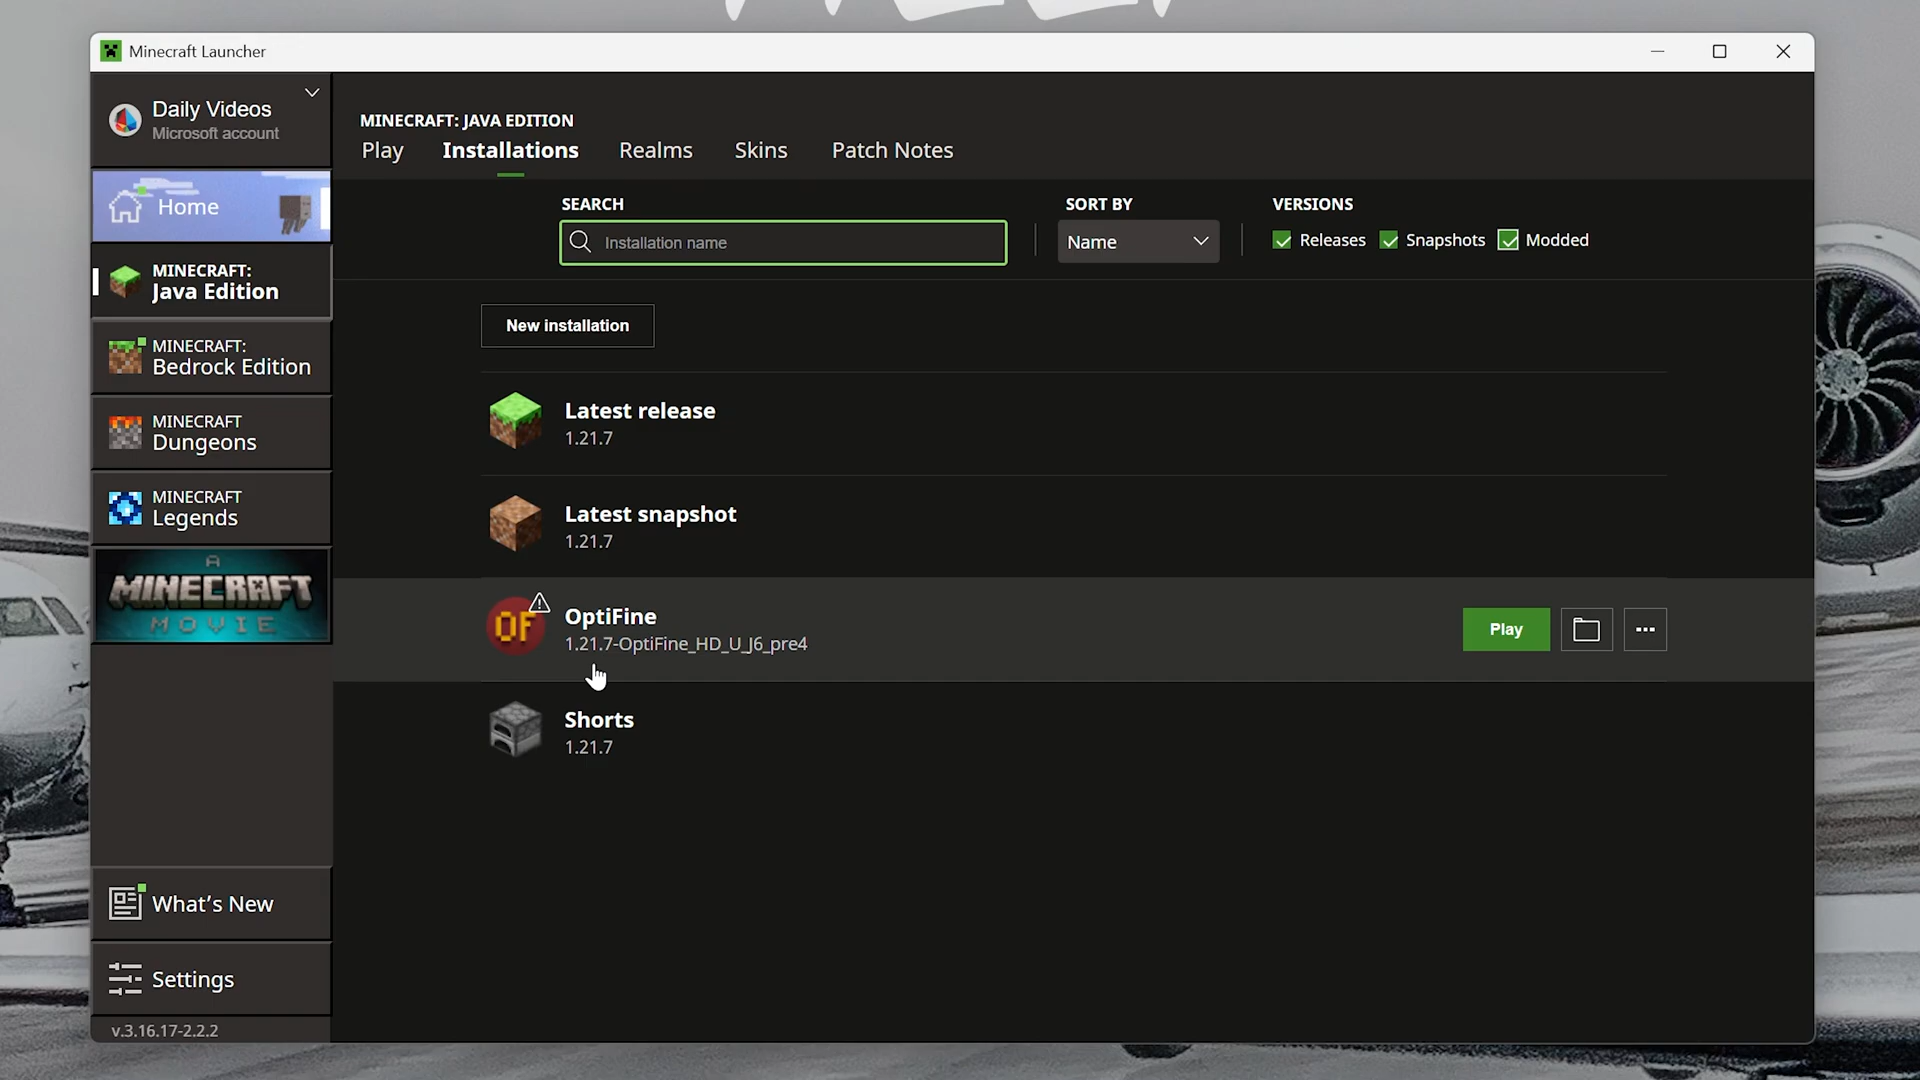 Minecraft Launcher
Daily Videos
Microsoft account
Home
MINECRAFT:
Java Edition
MINECRAFT:
Bedrock Edition
MINECRAFT
Dungeons
MINECRAFT
Legends
A
MINECRAFT
MOVIE
What's New
Settings
v.3.16.17-2.2.2
MINECRAFT: JAVA EDITION
Play Installations Realms Skins Patch Notes
SEARCH
Installation name
SORT BY
Name
VERSIONS
Releases Snapshots Modded
New installation
Latest release
1.21.7
Latest snapshot
1.21.7
OF
OptiFine
1.21.7-OptiFine_HD_U_J6_pre4
Play
Shorts
1.21.7